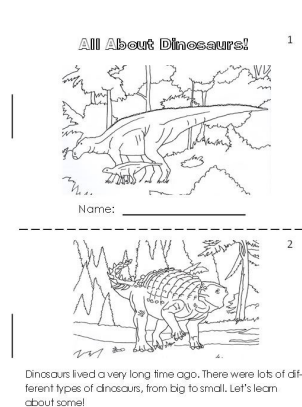 All About Dinosaurs!
1
Name:
2
Dinosaurs lived a very long time ago. There were lots of dif-
ferent types of dinosaurs, from big to small. Let's learn
about some!